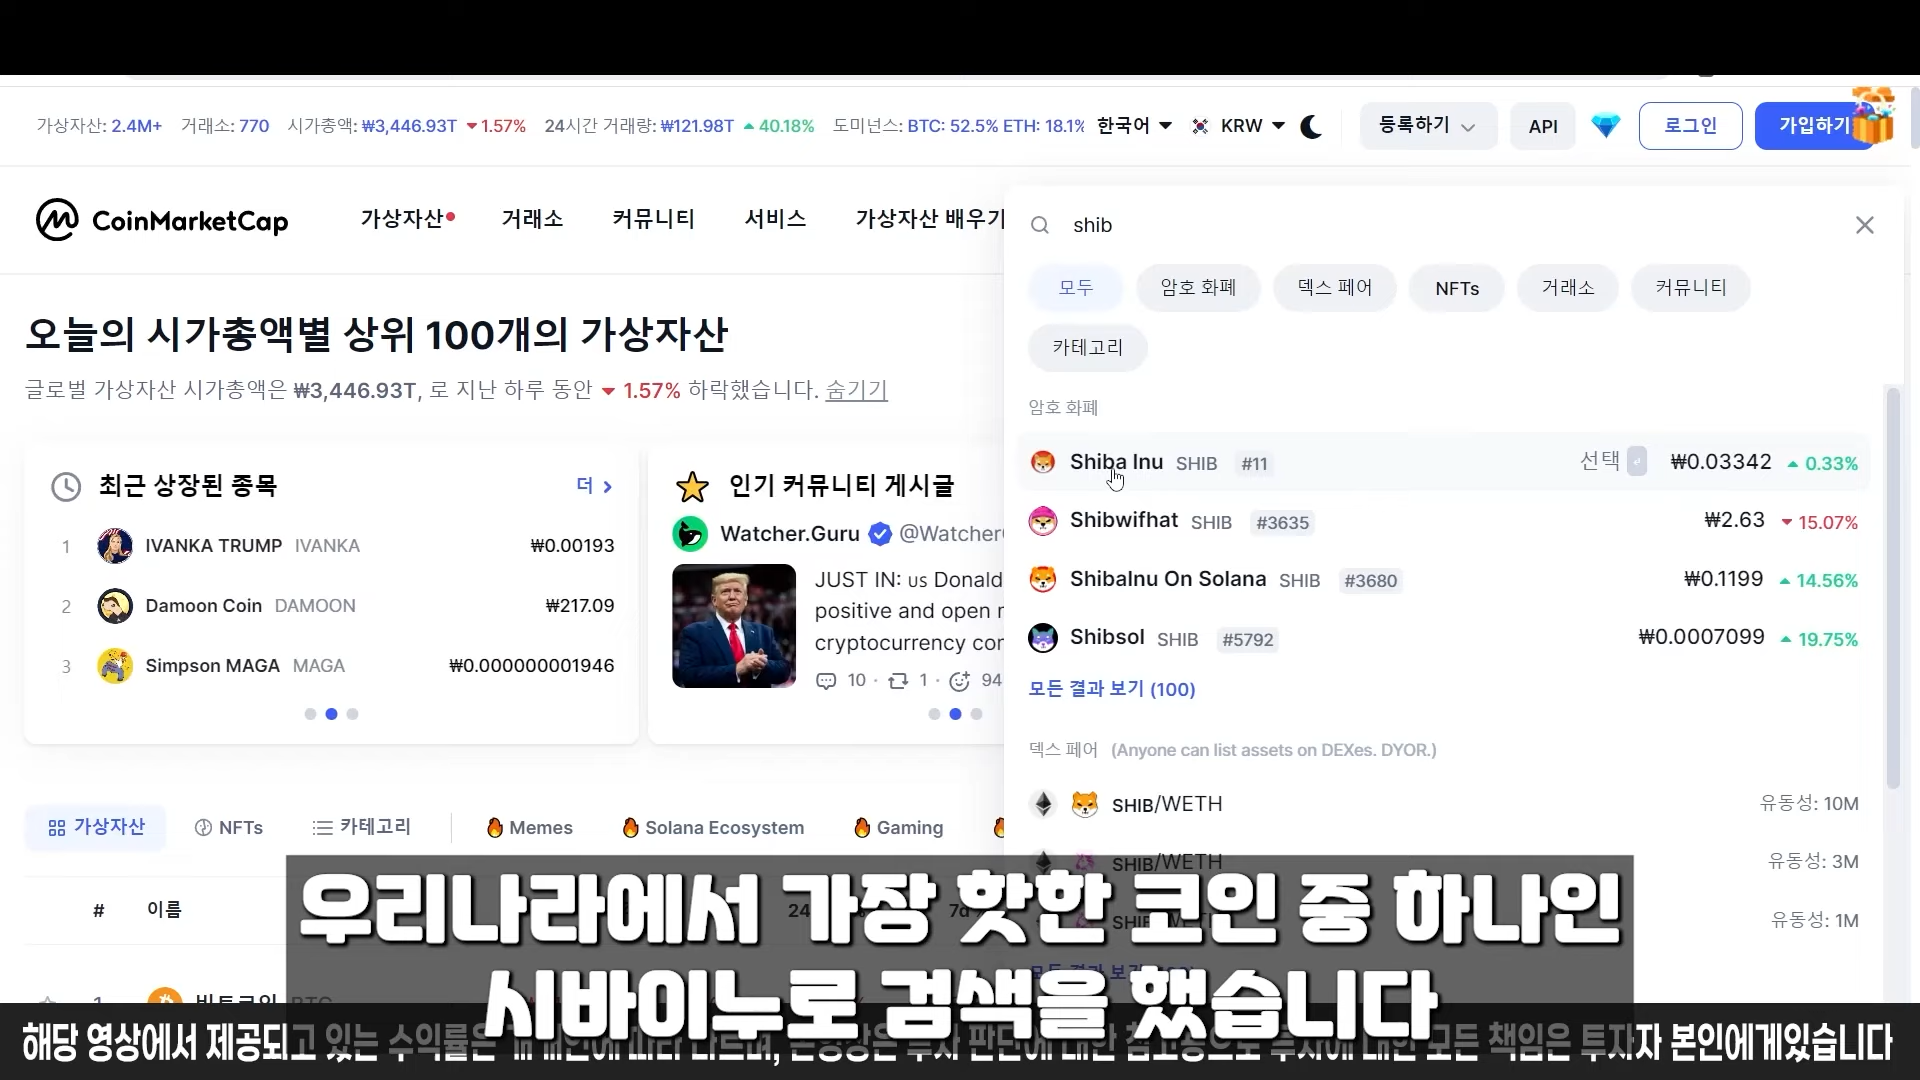 가상자산: 2.4M+ 거래소: 770 시가총액: ₩3,446.93T 1.57% 24시간 거래량: ₩121.98T 40.18% 도미넌스: BTC: 52.5% ETH: 18.1% 한국어 KRW 등록하기 API 로그인 가입하기
CoinMarketCap 가상자산 거래소 커뮤니티 서비스 가상자산 배우기
shib
모두 암호 화폐 덱스 페어 NFTs 거래소 커뮤니티
카테고리
오늘의 시가총액별 상위 100개의 가상자산
글로벌 가상자산 시가총액은 ₩3,446.93T, 로 지난 하루 동안 1.57% 하락했습니다. 숨기기
최근 상장된 종목 더
1 IVANKA TRUMP IVANKA ₩0.00193
2 Damoon Coin DAMOON ₩217.09
3 Simpson MAGA MAGA ₩0.000000001946
인기 커뮤니티 게시글
Watcher.Guru @Watcher
JUST IN: us Donald
positive and open
cryptocurrency
10 · 1 · 94
암호 화폐
Shiba Inu SHIB #11 선택 ₩0.03342 0.33%
Shibwifhat SHIB #3635 ₩2.63 15.07%
ShibaInu On Solana SHIB #3680 ₩0.1199 14.56%
Shibsol SHIB #5792 ₩0.0007099 19.75%
모든 결과 보기 (100)
덱스 페어 (Anyone can list assets on DEXes. DYOR.)
SHIB/WETH 유동성: 10M
SHIB/WETH 유동성: 3M
유동성: 1M
가상자산 NFTs 카테고리 Memes Solana Ecosystem Gaming
# 이름
1 비트코인 BTC
우리나라에서 가장 핫한 코인 중 하나인
시바이누로 검색을 했습니다
해당 영상에서 제공되고 있는 수익률은 투자 판단에 대한 모든 책임은 투자자 본인에게있습니다